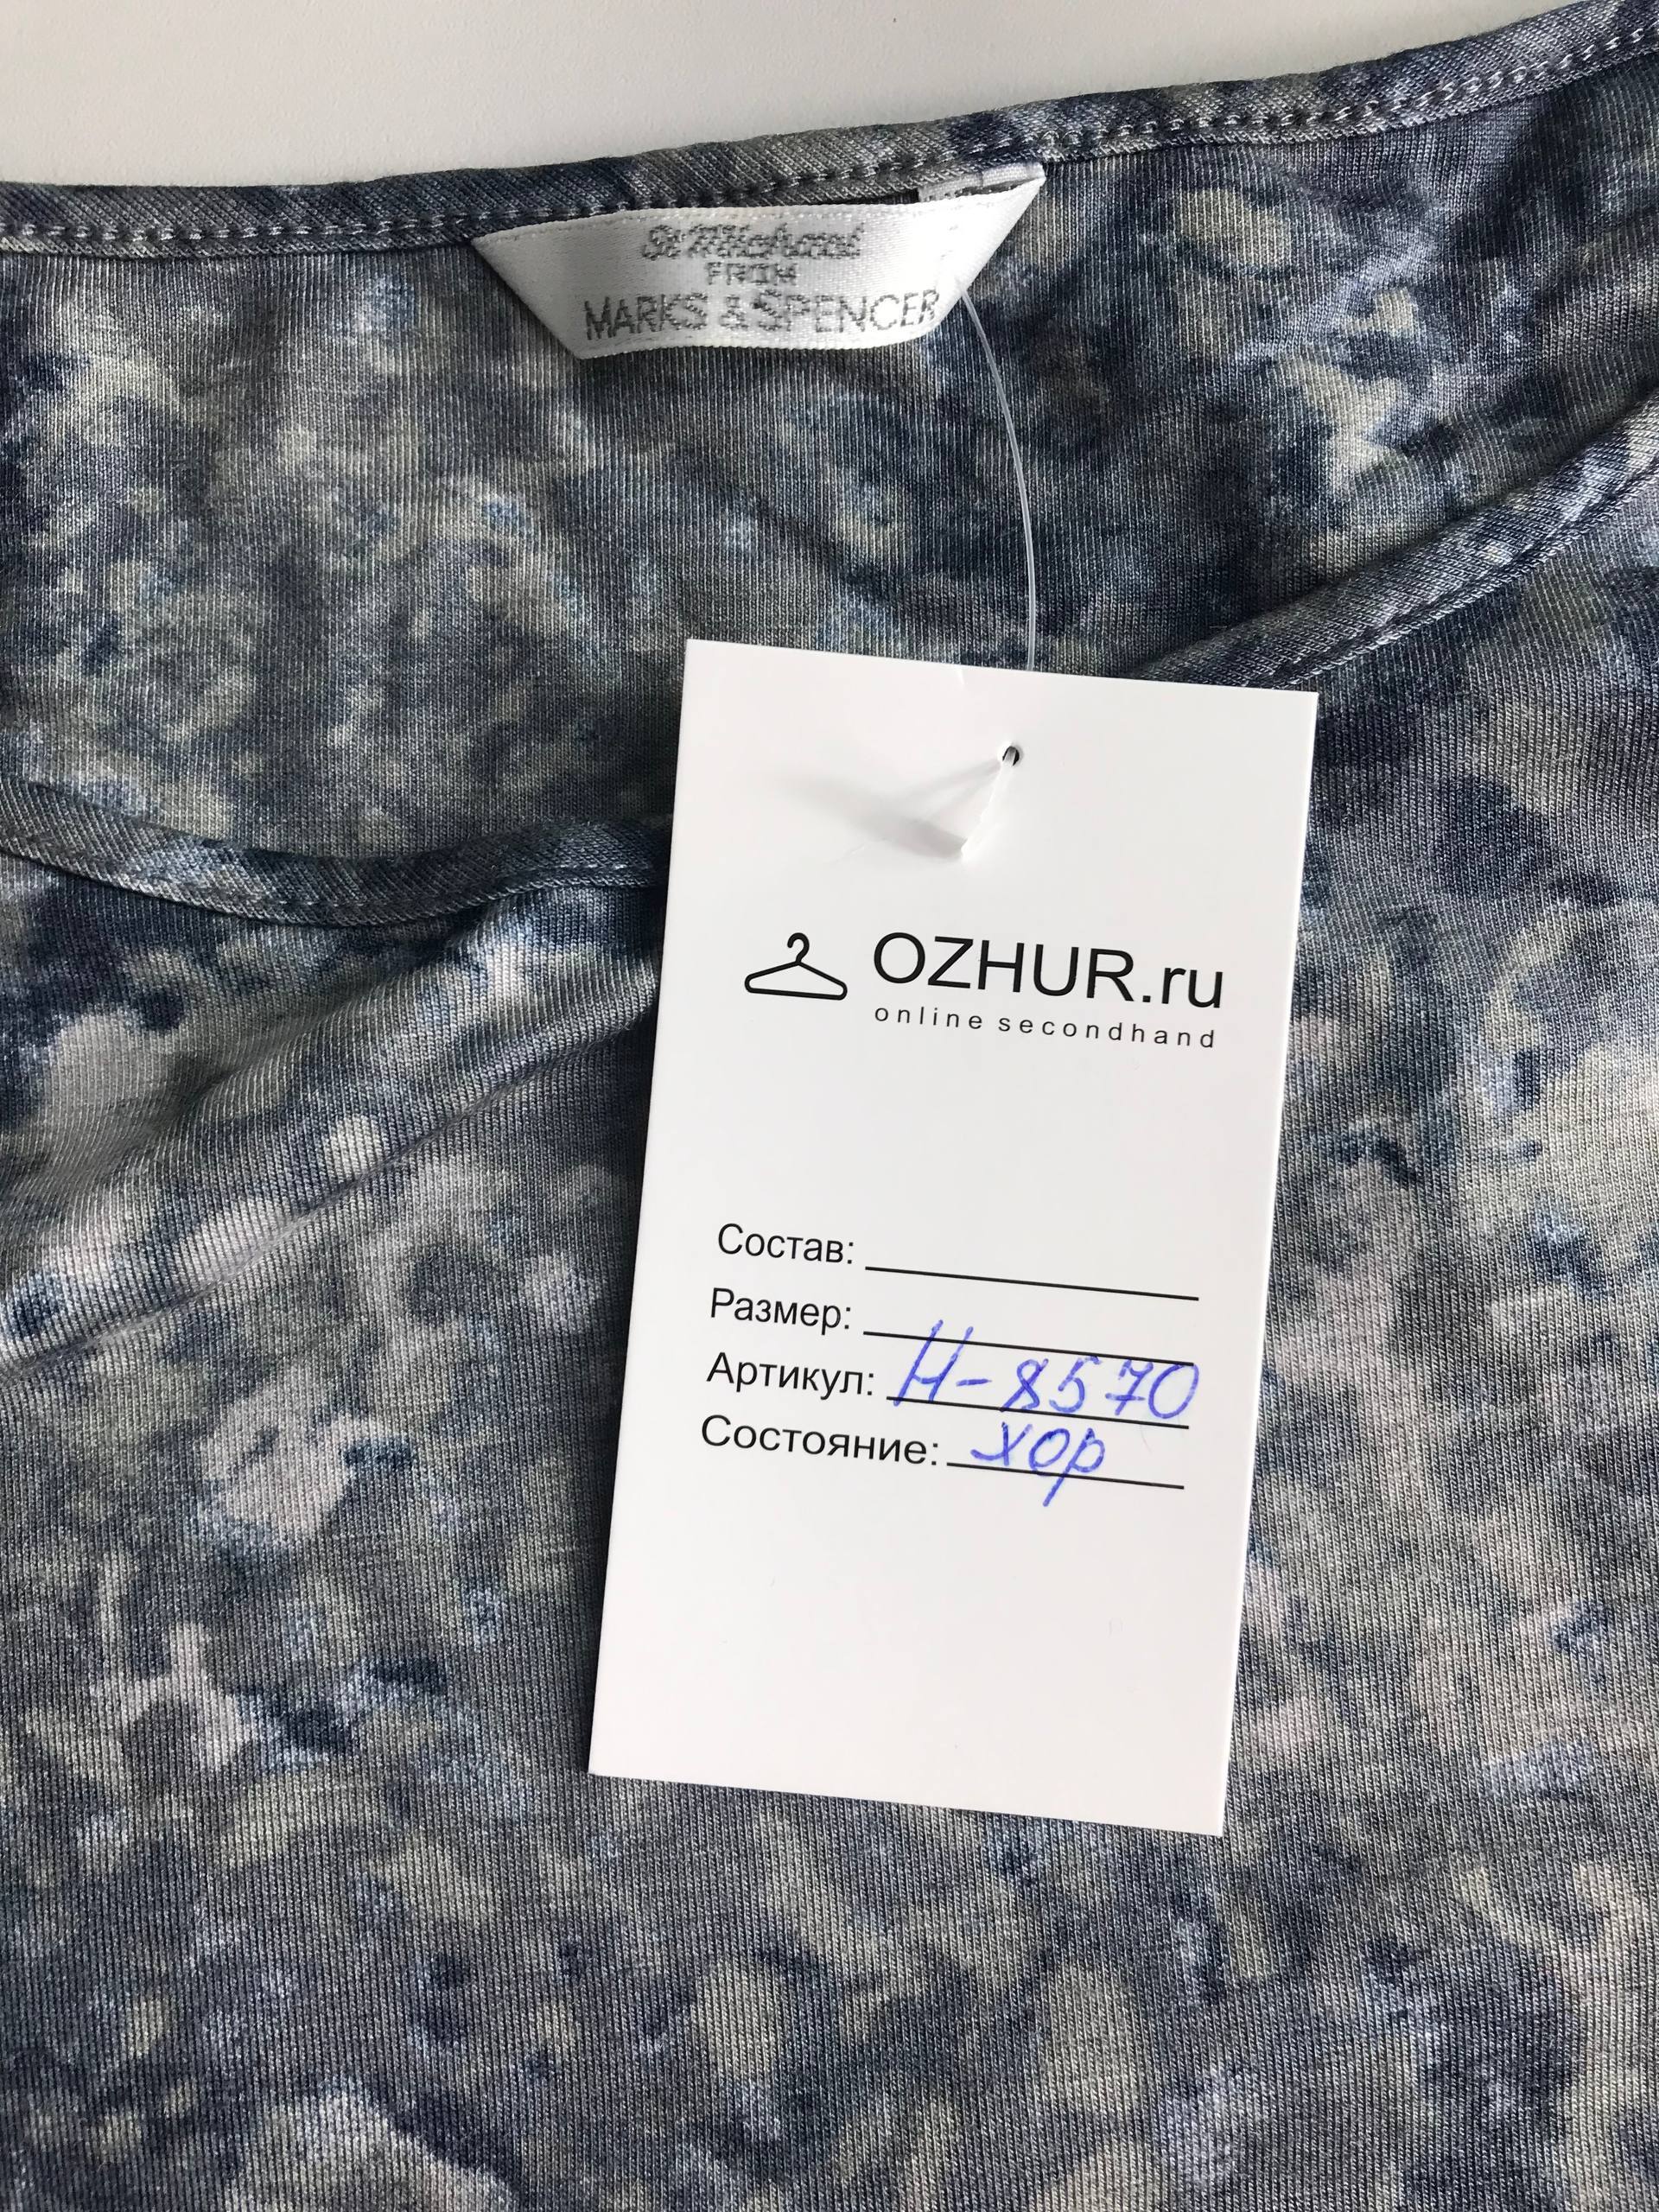 St Michael
FROM
MARKS & SPENCER
OZHUR.ru
online secondhand
Состав:
Размер:
Артикул: Н-8570
Состояние: хор